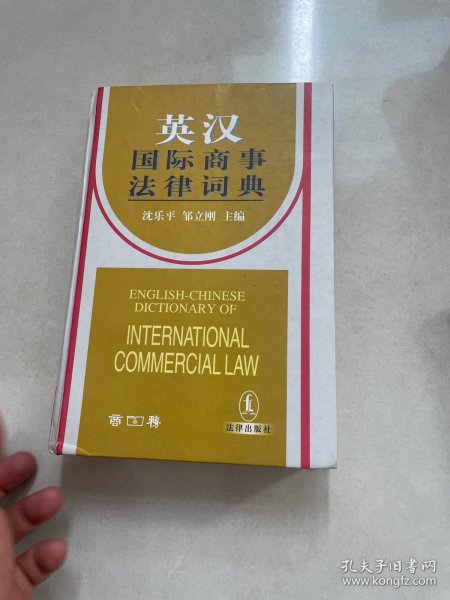 英汉
国际商事
法律词典
沈乐平 邹立刚 主编
ENGLISH-CHINESE
DICTIONARY OF
INTERNATIONAL
COMMERCIAL LAW
商务
法律出版社
孔夫子旧书网
www.kongfz.com